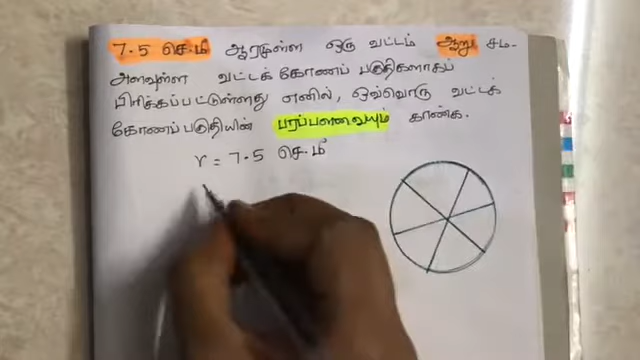 7.5 செ.மீ ஆரமுள்ள ஒரு வட்டம் ஆறு சம-
அளவுள்ள வட்டக் கோணப் பகுதிகளாகப்
பிரிக்கப்பட்டுள்ளது எனில், ஒவ்வொரு வட்டக்
கோணப் பகுதியின் பரப்பளவையும் காண்க.
r = 7.5 செ.மீ